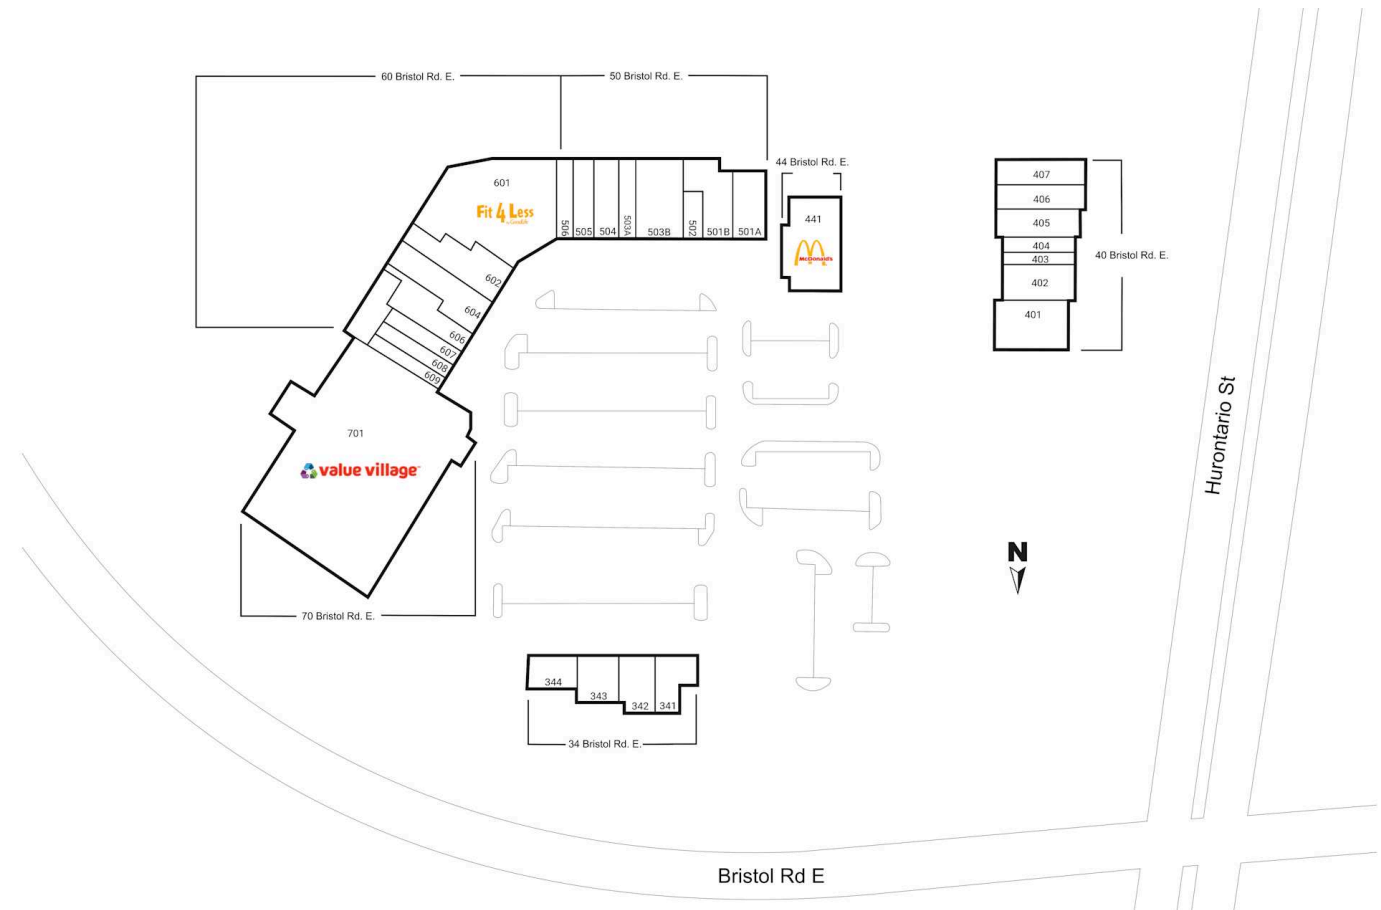 60 Bristol Rd. E.
50 Bristol Rd. E.
44 Bristol Rd. E.
601
Fit 4 Less
506
505
504
503A
503B
502
501B
501A
441
McDonald's
407
406
405
404
403
402
401
40 Bristol Rd. E.
602
604
606
607
608
609
701
value village
70 Bristol Rd. E.
Hurontario St
N
344
343
342
341
34 Bristol Rd. E.
Bristol Rd E